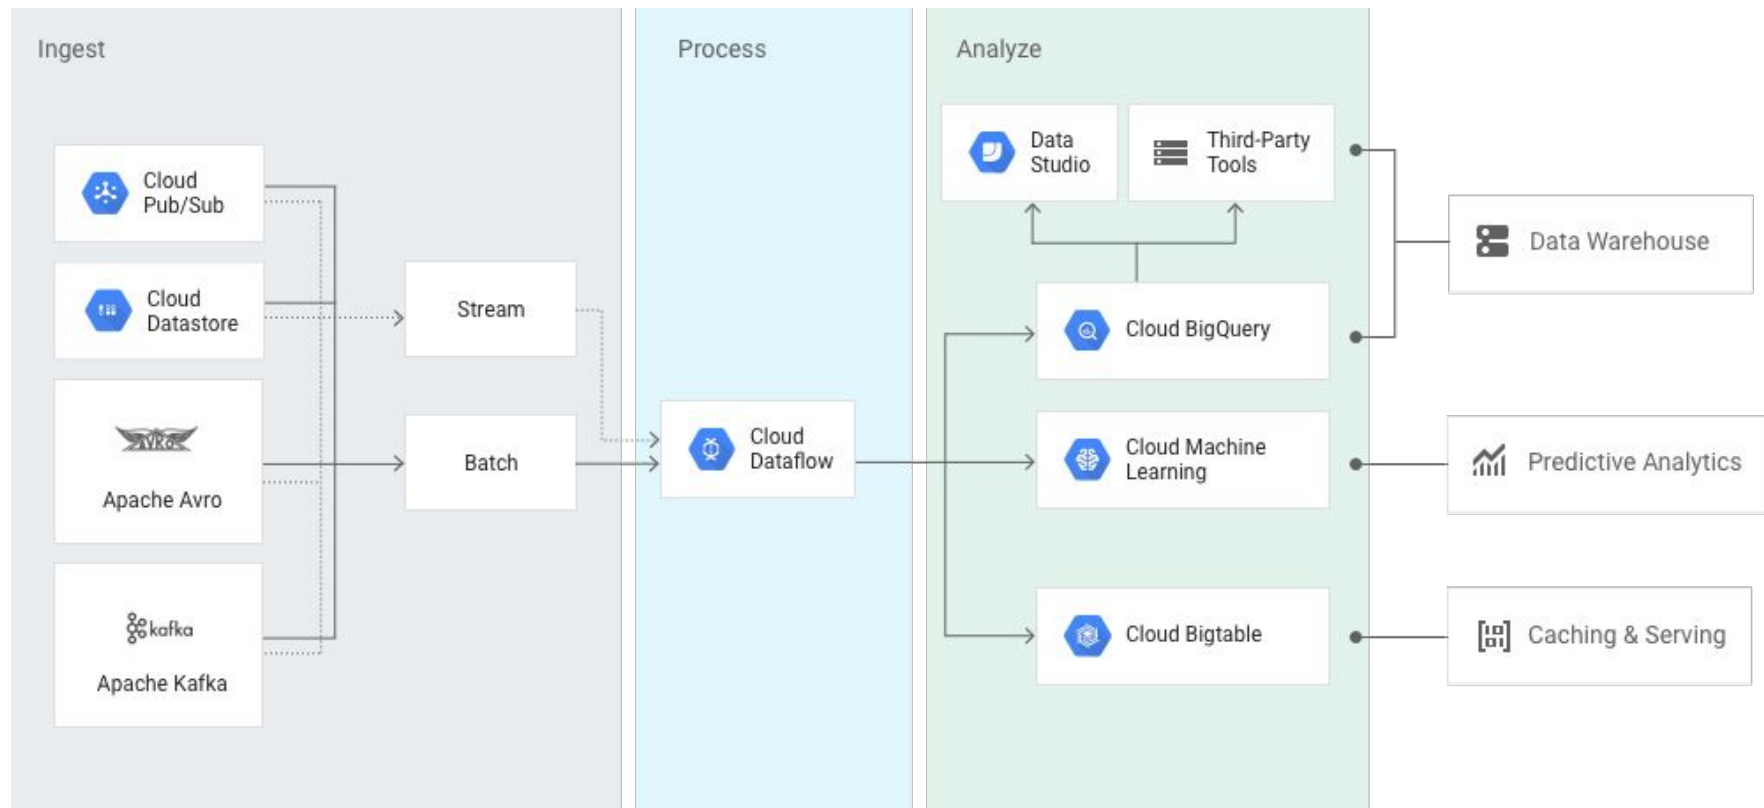 Ingest
Process
Analyze
Cloud
Pub/Sub
Cloud
Datastore
AVRO
Apache Avro
kafka
Apache Kafka
Stream
Batch
Cloud
Dataflow
Data
Studio
Third-Party
Tools
Cloud BigQuery
Cloud Machine
Learning
Cloud Bigtable
Data Warehouse
Predictive Analytics
Caching & Serving